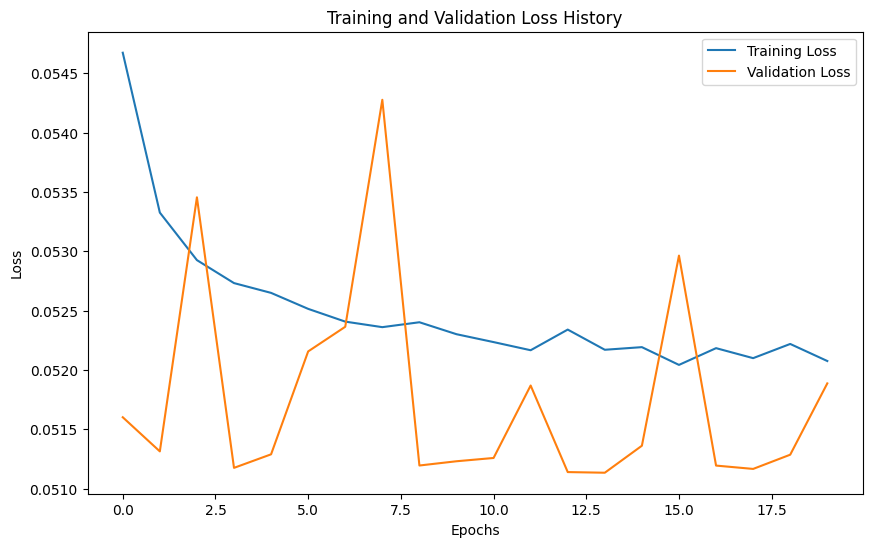 Training and Validation Loss History
Training Loss
Validation Loss
0.0545
0.0540
0.0535
0.0530
0.0525
0.0520
0.0515
0.0510
Loss
0.0 2.5 5.0 7.5 10.0 12.5 15.0 17.5
Epochs